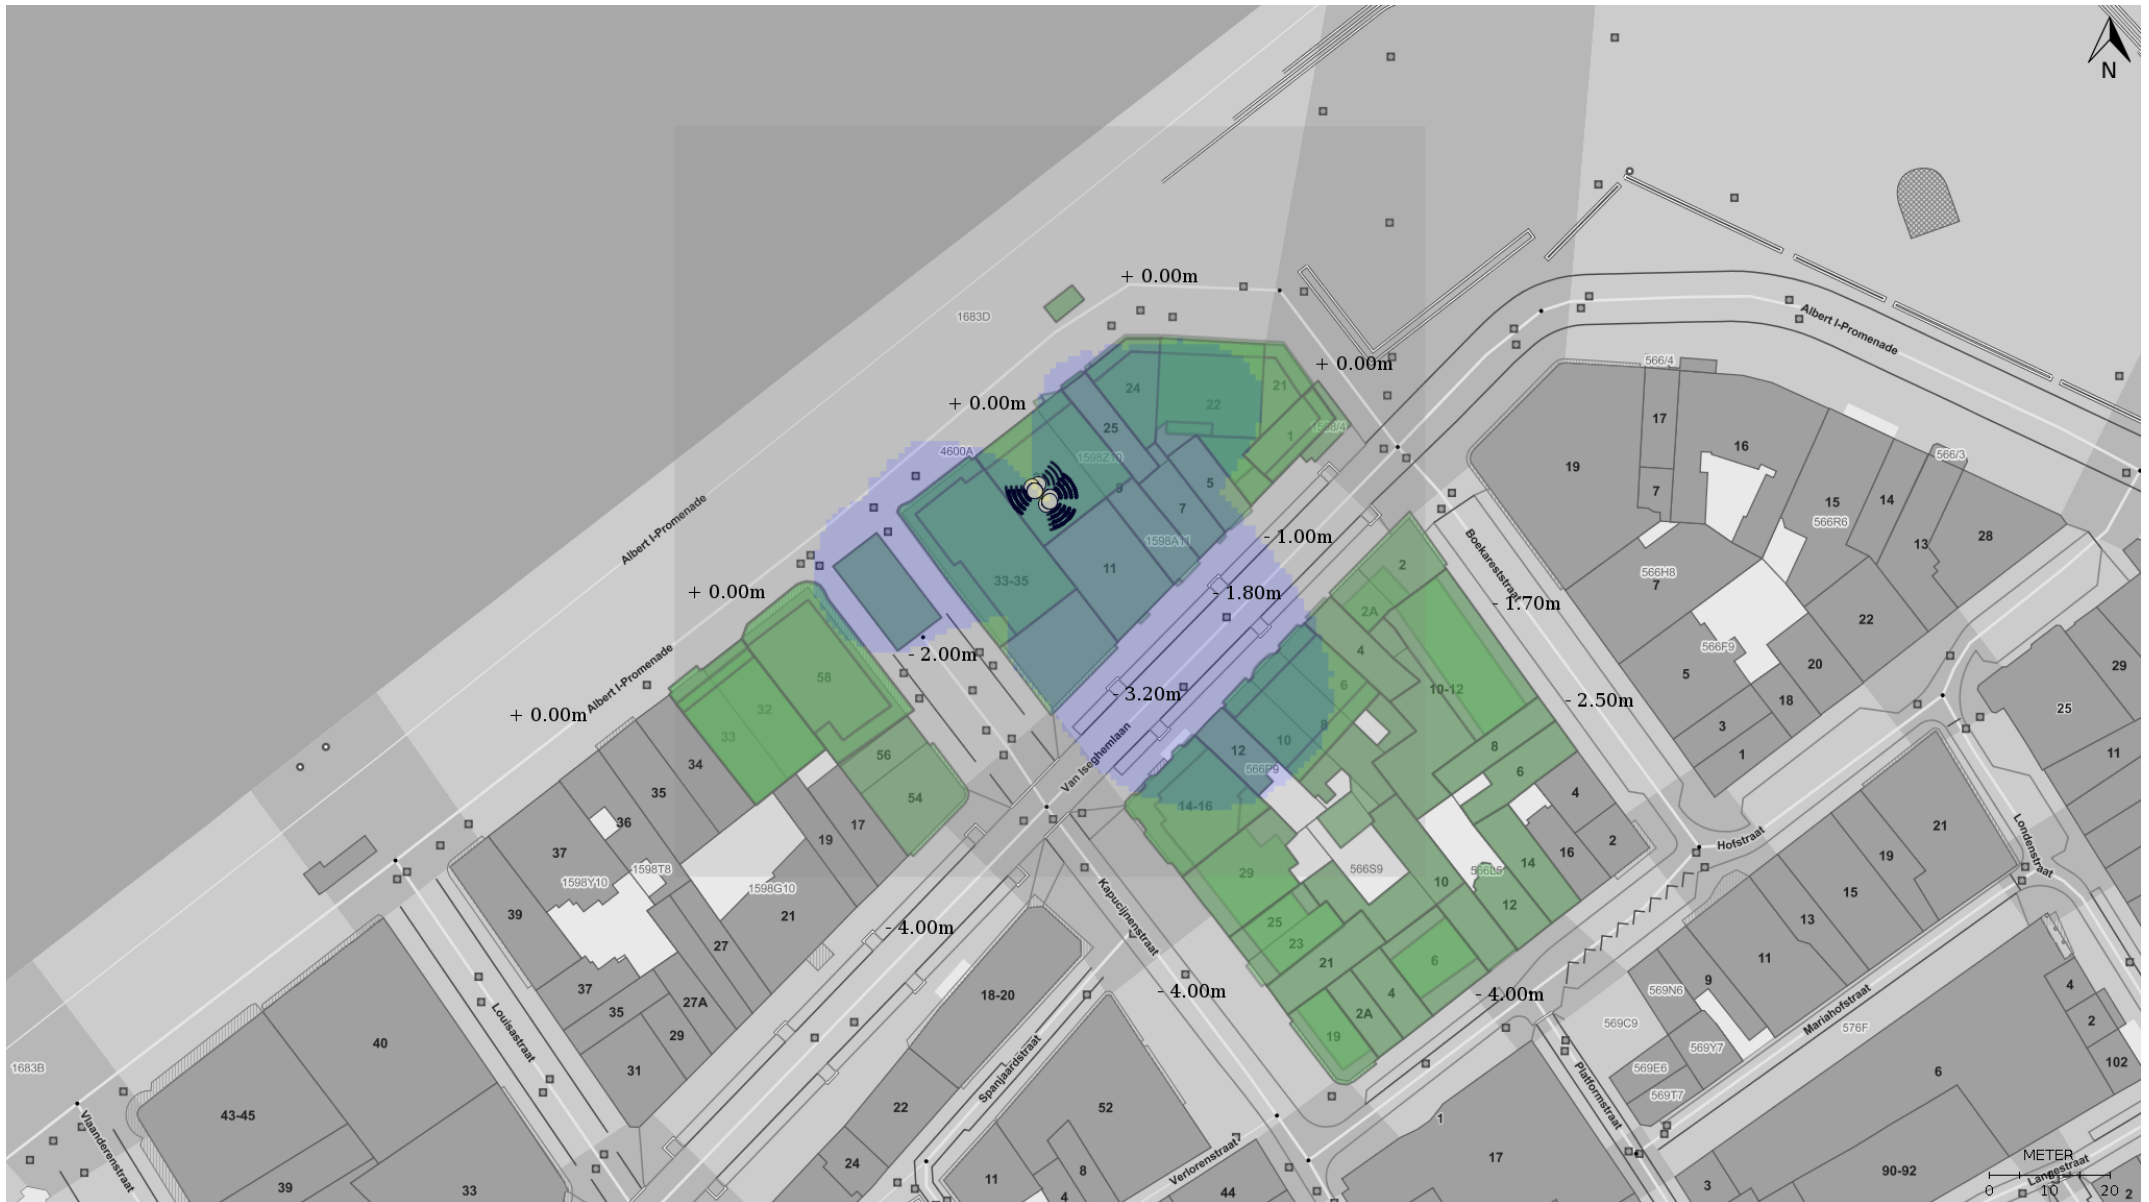 N
+ 0.00m
1683D
Albert I-Promenade
+ 0.00m
566/4
+ 0.00m
24
21
22
17
25
1
1598/4
16
4600A
566/3
19
9
5
7
15
14
566R6
Albert I-Promenade
7
1598A11
- 1.00m
13
28
11
33-35
Boekareststraat
2
566H8
7
+ 0.00m
- 1.80m
- 1.70m
2A
22
4
566F9
- 2.00m
20
29
Albert I-Promenade
58
5
6
10-12
- 3.20m
- 2.50m
18
25
32
+ 0.00m
33
3
8
34
56
12
10
8
1
11
Van Iseghemlaan
566P9
6
35
54
14-16
4
36
17
19
2
21
Hofstraat
Londenstraat
37
1598T8
1598Y10
1598G10
29
566S9
566L5
14
16
19
10
15
39
21
Kapucijnenstraat
12
25
13
- 4.00m
23
27
21
6
11
37
18-20
- 4.00m
4
- 4.00m
9
569N6
4
27A
35
2A
Mariahofstraat
569C9
576F
2
Louisastraat
29
19
569Y7
40
Spanjaardstraat
569E6
102
1683B
31
Platformstraat
6
569T7
43-45
22
52
1
Vlaanderenstraat
Verlorenstraat
17
METER
24
8
90-92
Langestraat
39
33
11
4
44
3
0
10
20
2